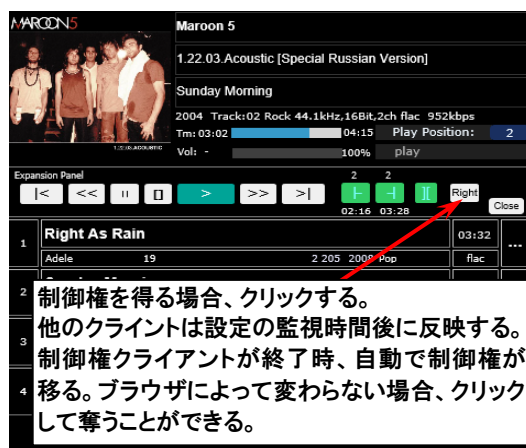 MAROON5
Maroon 5
1.22.03.Acoustic [Special Russian Version]
Sunday Morning
2004 Track:02 Rock 44.1kHz,16Bit,2ch flac 952kbps
Tm: 03:02 04:15 Play Position: 2
1.22.03.ACOUSTIC
Vol: - 100% play
Expansion Panel
2 2
|< << II [] > >> >| |- -| ][ Right
Close
02:16 03:28
1 Right As Rain 03:32 ...
Adele 19 2 205 2008 Pop flac
2
3
4
制御権を得る場合、クリックする。
他のクライントは設定の監視時間後に反映する。
制御権クライアントが終了時、自動で制御権が
移る。ブラウザによって変わらない場合、クリック
して奪うことができる。